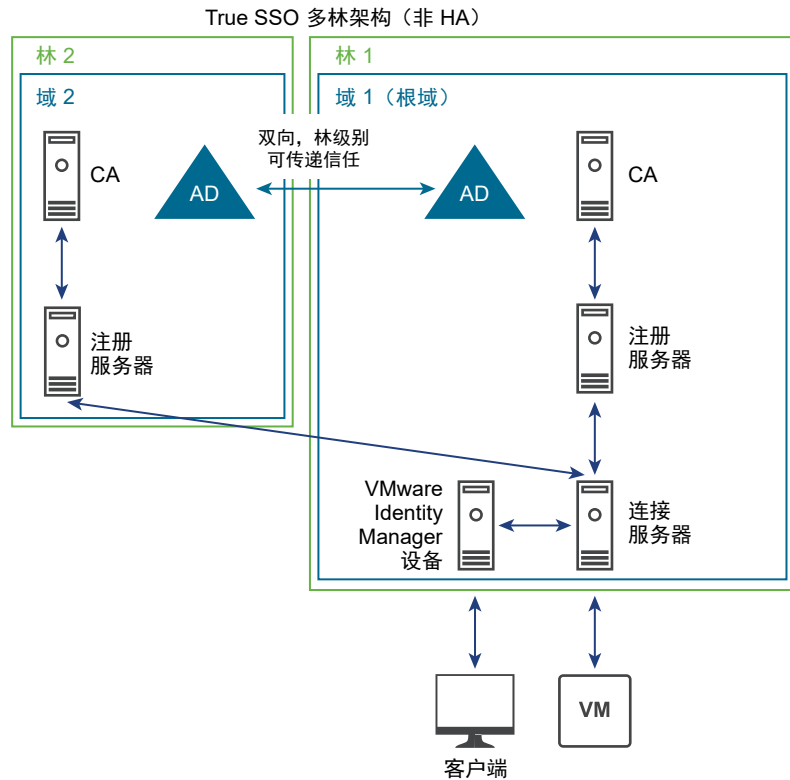 True SSO 多林架构（非 HA）
林 2
林 1
域 2
域 1（根域）
双向，林级别
可传递信任
CA
AD
AD
CA
注册
服务器
注册
服务器
VMware
Identity
Manager
设备
连接
服务器
VM
客户端